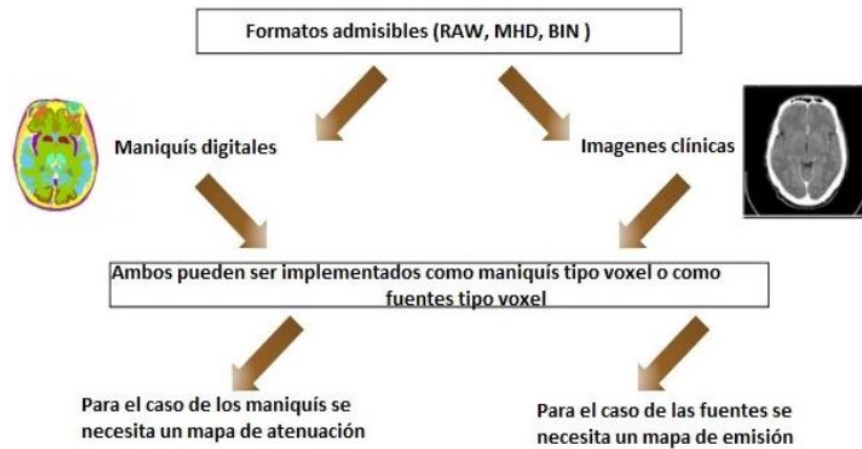 Formatos admisibles (RAW, MHD, BIN )
Maniquís digitales
Imagenes clínicas
Ambos pueden ser implementados como maniquís tipo voxel o como
fuentes tipo voxel
Para el caso de los maniquís se
necesita un mapa de atenuación
Para el caso de las fuentes se
necesita un mapa de emisión